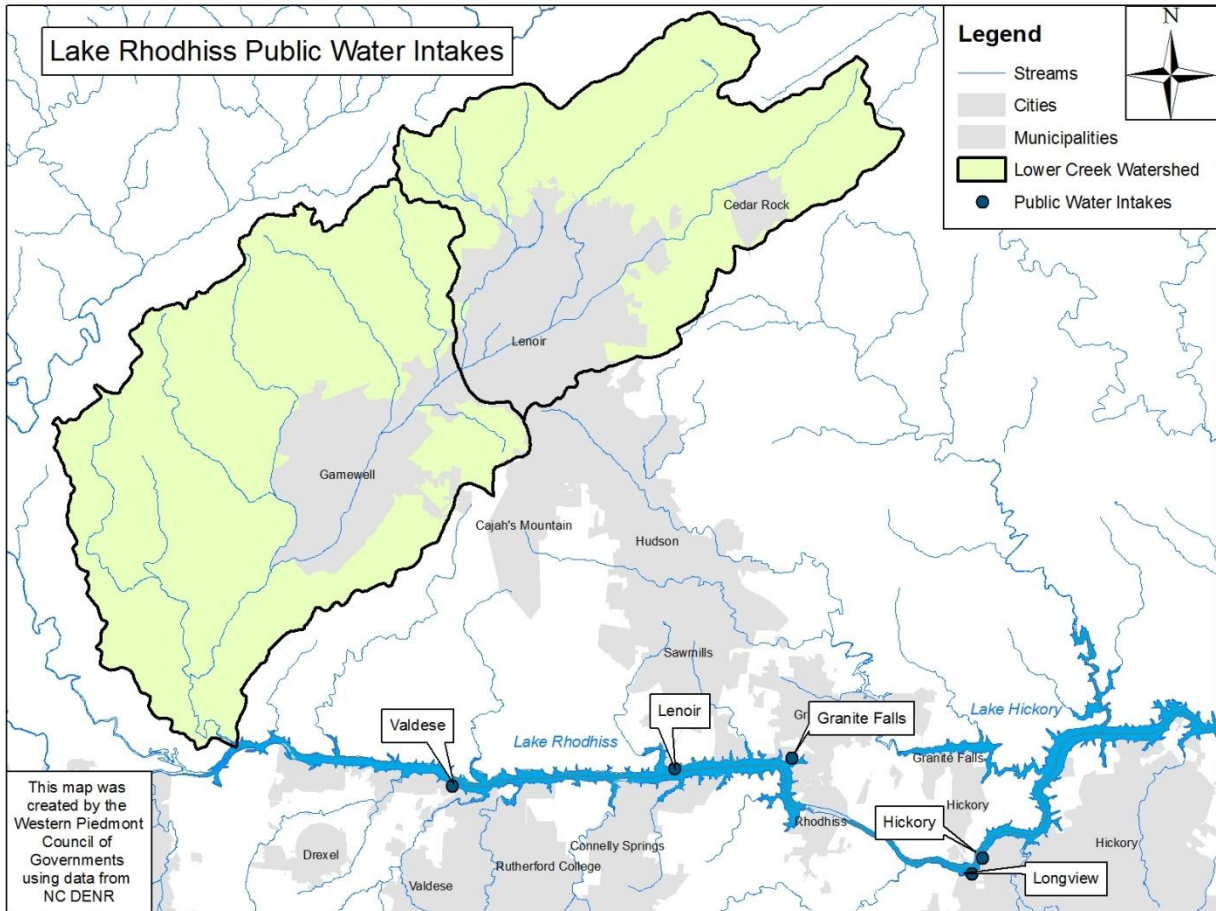 Lake Rhodhiss Public Water Intakes
Legend
N
Streams
Cities
Municipalities
Lower Creek Watershed
Public Water Intakes
Cedar Rock
Lenoir
Gamewell
Cajah's Mountain
Hudson
Sawmills
Valdese
Lake Rhodhiss
Lenoir
Gr
Granite Falls
Lake Hickory
Granite Falls
Hickory
Rhodhiss
Hickory
Hickory
Longview
Connelly Springs
Rutherford College
Drexel
Valdese
This map was
created by the
Western Piedmont
Council of
Governments
using data from
NC DENR